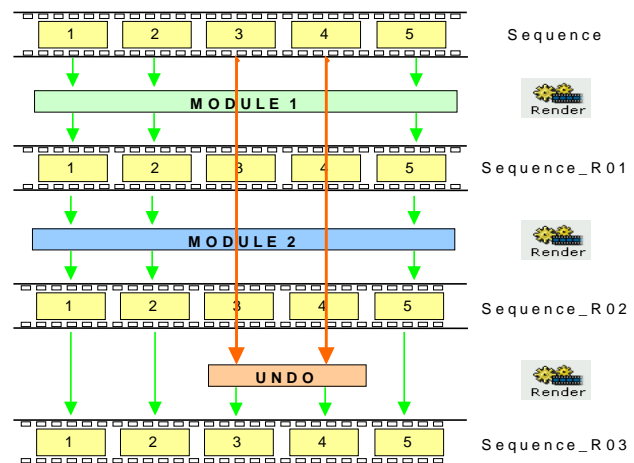 1 2 3 4 5 Sequence
MODULE 1 Render
1 2 3 4 5 Sequence_R01
MODULE 2 Render
1 2 3 4 5 Sequence_R02
UNDO Render
1 2 3 4 5 Sequence_R03